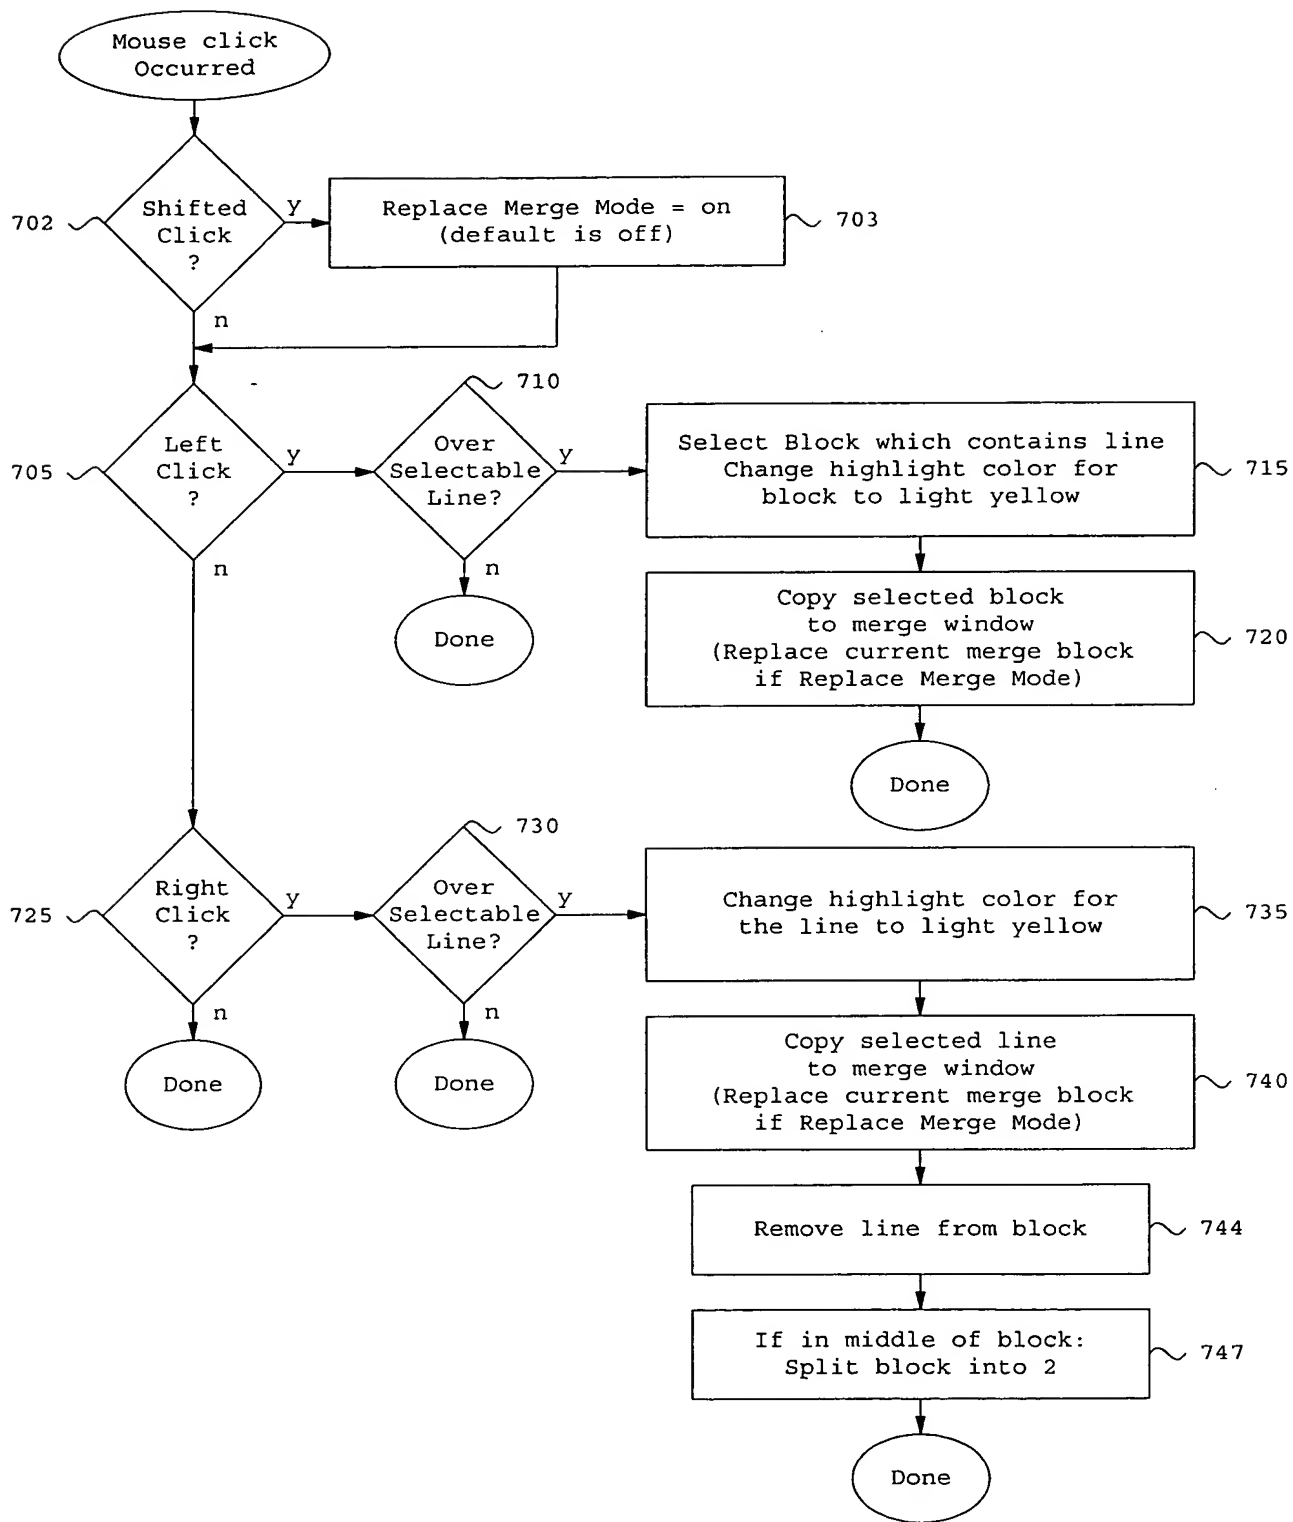 Mouse click
Occurred
702
Shifted
Click
?
y
Replace Merge Mode = on
(default is off)
703
n
705
Left
Click
?
y
710
Over
Selectable
Line?
y
Select Block which contains line
Change highlight color for
block to light yellow
715
n
n
Done
Copy selected block
to merge window
(Replace current merge block
if Replace Merge Mode)
720
Done
725
Right
Click
?
y
730
Over
Selectable
Line?
y
Change highlight color for
the line to light yellow
735
n
Done
n
Done
Copy selected line
to merge window
(Replace current merge block
if Replace Merge Mode)
740
Remove line from block
744
If in middle of block:
Split block into 2
747
Done